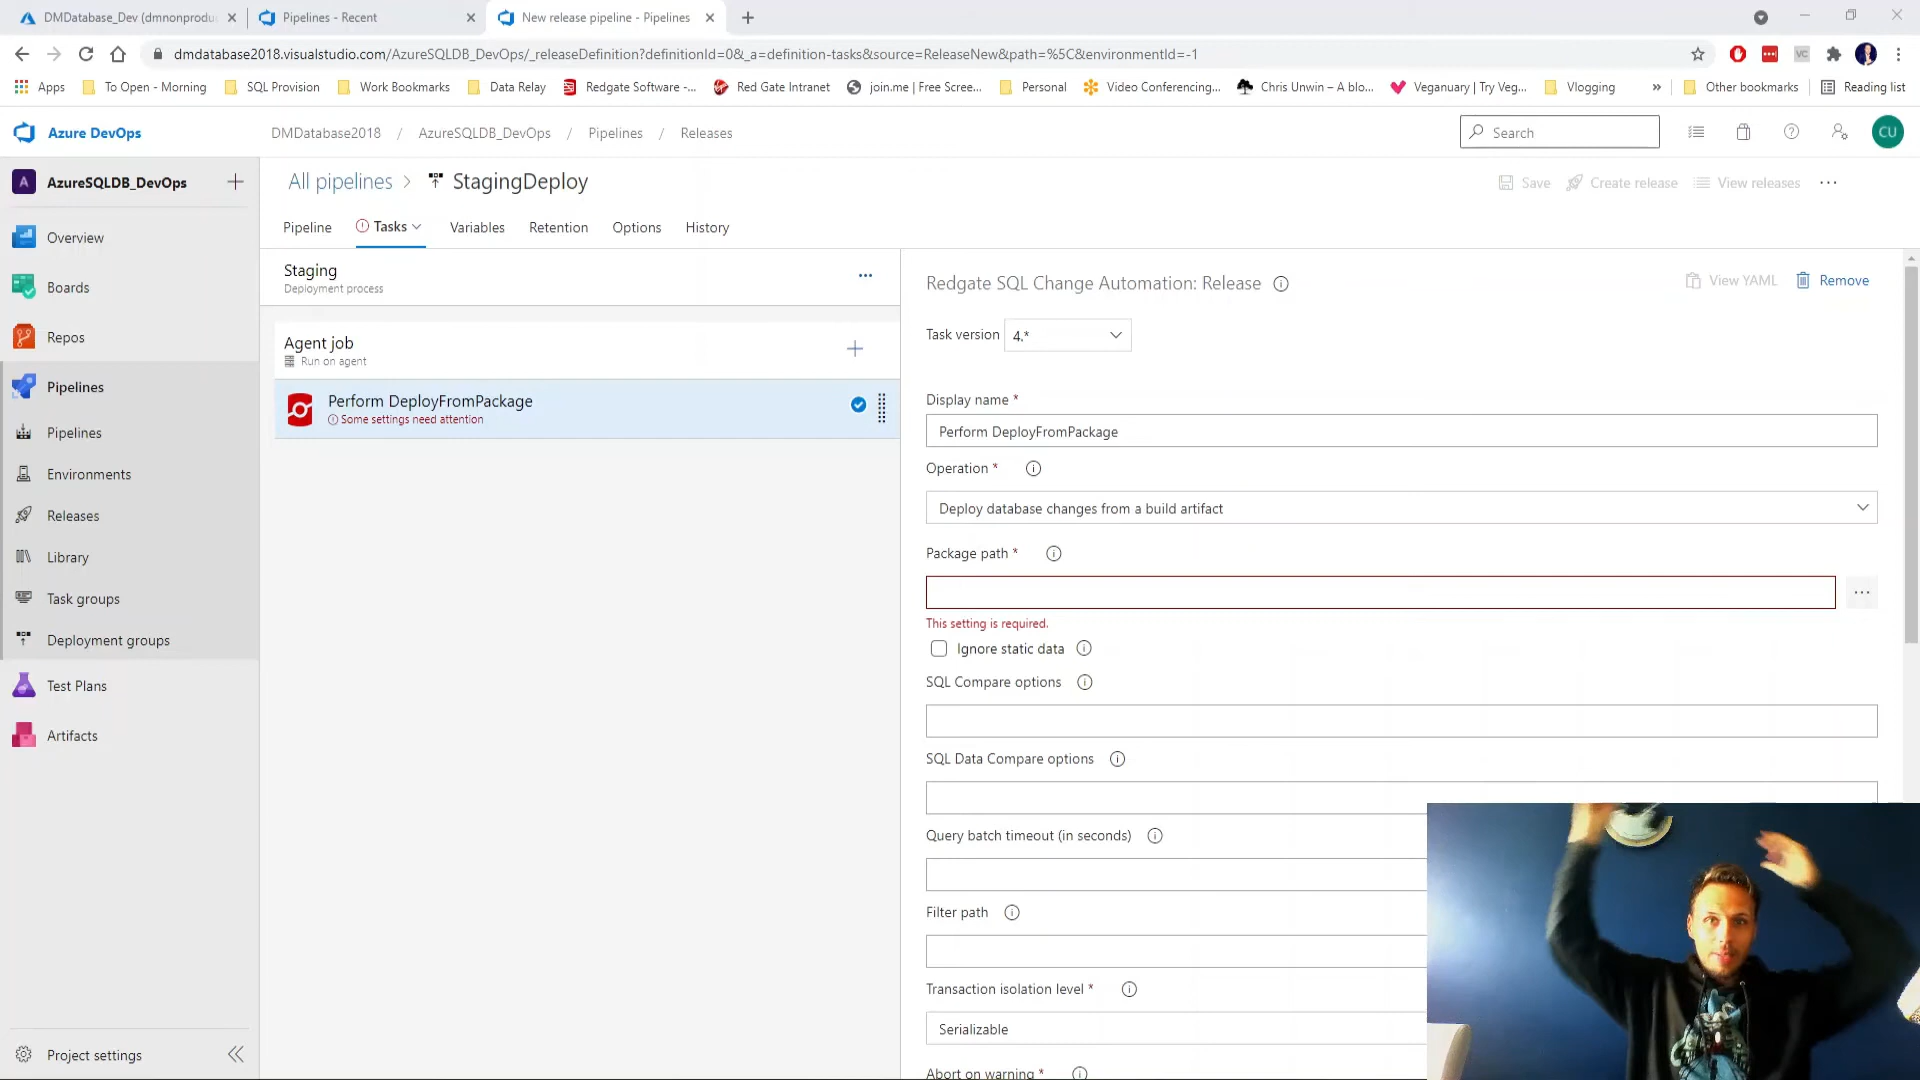 DMDatabase_Dev (dmnonprodu
Pipelines - Recent
New release pipeline - Pipelines
dmdatabase2018.visualstudio.com/AzureSQLDB_DevOps/_releaseDefinition?definitionId=0&_a=definition-tasks&source=ReleaseNew&path=%5C&environmentId=-1
Apps
To Open - Morning
SQL Provision
Work Bookmarks
Data Relay
Redgate Software -...
Red Gate Intranet
join.me | Free Scree...
Personal
Video Conferencing...
Chris Unwin – A blo...
Veganuary | Try Veg...
Vlogging
»
Other bookmarks
Reading list
Azure DevOps
DMDatabase2018 / AzureSQLDB_DevOps / Pipelines / Releases
Search
CU
A AzureSQLDB_DevOps
All pipelines > StagingDeploy
Save
Create release
View releases
Pipeline
Tasks
Variables
Retention
Options
History
Overview
Boards
Repos
Pipelines
Pipelines
Environments
Releases
Library
Task groups
Deployment groups
Test Plans
Artifacts
Project settings
Staging
Deployment process
Agent job
Run on agent
Perform DeployFromPackage
Some settings need attention
Redgate SQL Change Automation: Release
View YAML
Remove
Task version 4.*
Display name *
Perform DeployFromPackage
Operation *
Deploy database changes from a build artifact
Package path *
This setting is required.
Ignore static data
SQL Compare options
SQL Data Compare options
Query batch timeout (in seconds)
Filter path
Transaction isolation level *
Serializable
Abort on warning *